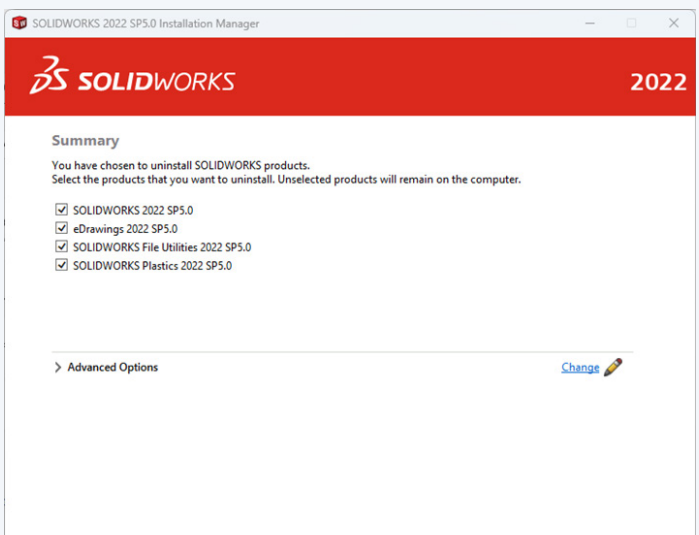 SOLIDWORKS 2022 SP5.0 Installation Manager
SOLIDWORKS
2022
Summary
You have chosen to uninstall SOLIDWORKS products.
Select the products that you want to uninstall. Unselected products will remain on the computer.
SOLIDWORKS 2022 SP5.0
eDrawings 2022 SP5.0
SOLIDWORKS File Utilities 2022 SP5.0
SOLIDWORKS Plastics 2022 SP5.0
Advanced Options
Change